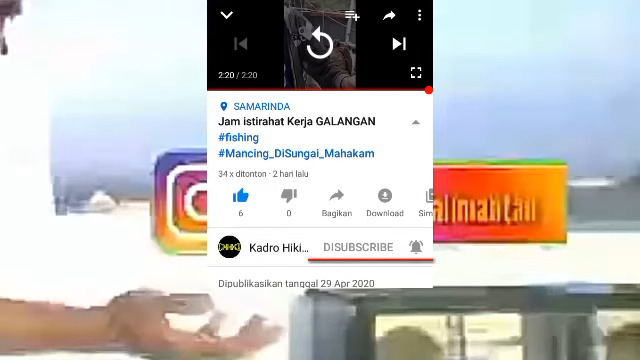 2:20 / 2:20
SAMARINDA
Jam istirahat Kerja GALANGAN
#fishing
#Mancing_DiSungai_Mahakam
34 x ditonton · 2 hari lalu
6
0
Bagikan
Download
Sim
Kadro Hiki...
DISUBSCRIBE
Dipublikasikan tanggal 29 Apr 2020